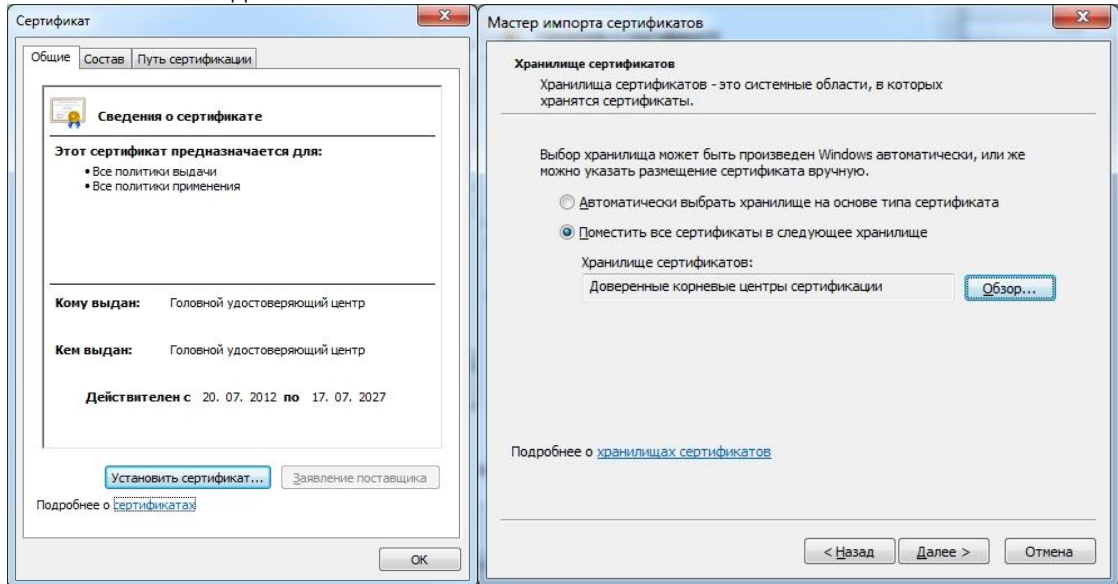 Сертификат
Общие
Состав
Путь сертификации
Сведения о сертификате
Этот сертификат предназначается для:
• Все политики выдачи
• Все политики применения
Кому выдан: Головной удостоверяющий центр
Кем выдан: Головной удостоверяющий центр
Действителен с 20. 07. 2012 по 17. 07. 2027
Установить сертификат...
Заявление поставщика
Подробнее о сертификатах
ОК
Мастер импорта сертификатов
Хранилище сертификатов
Хранилища сертификатов - это системные области, в которых
хранятся сертификаты.
Выбор хранилища может быть произведен Windows автоматически, или же
можно указать размещение сертификата вручную.
Автоматически выбрать хранилище на основе типа сертификата
Поместить все сертификаты в следующее хранилище
Хранилище сертификатов:
Доверенные корневые центры сертификации
Обзор...
Подробнее о хранилищах сертификатов
< Назад
Далее >
Отмена